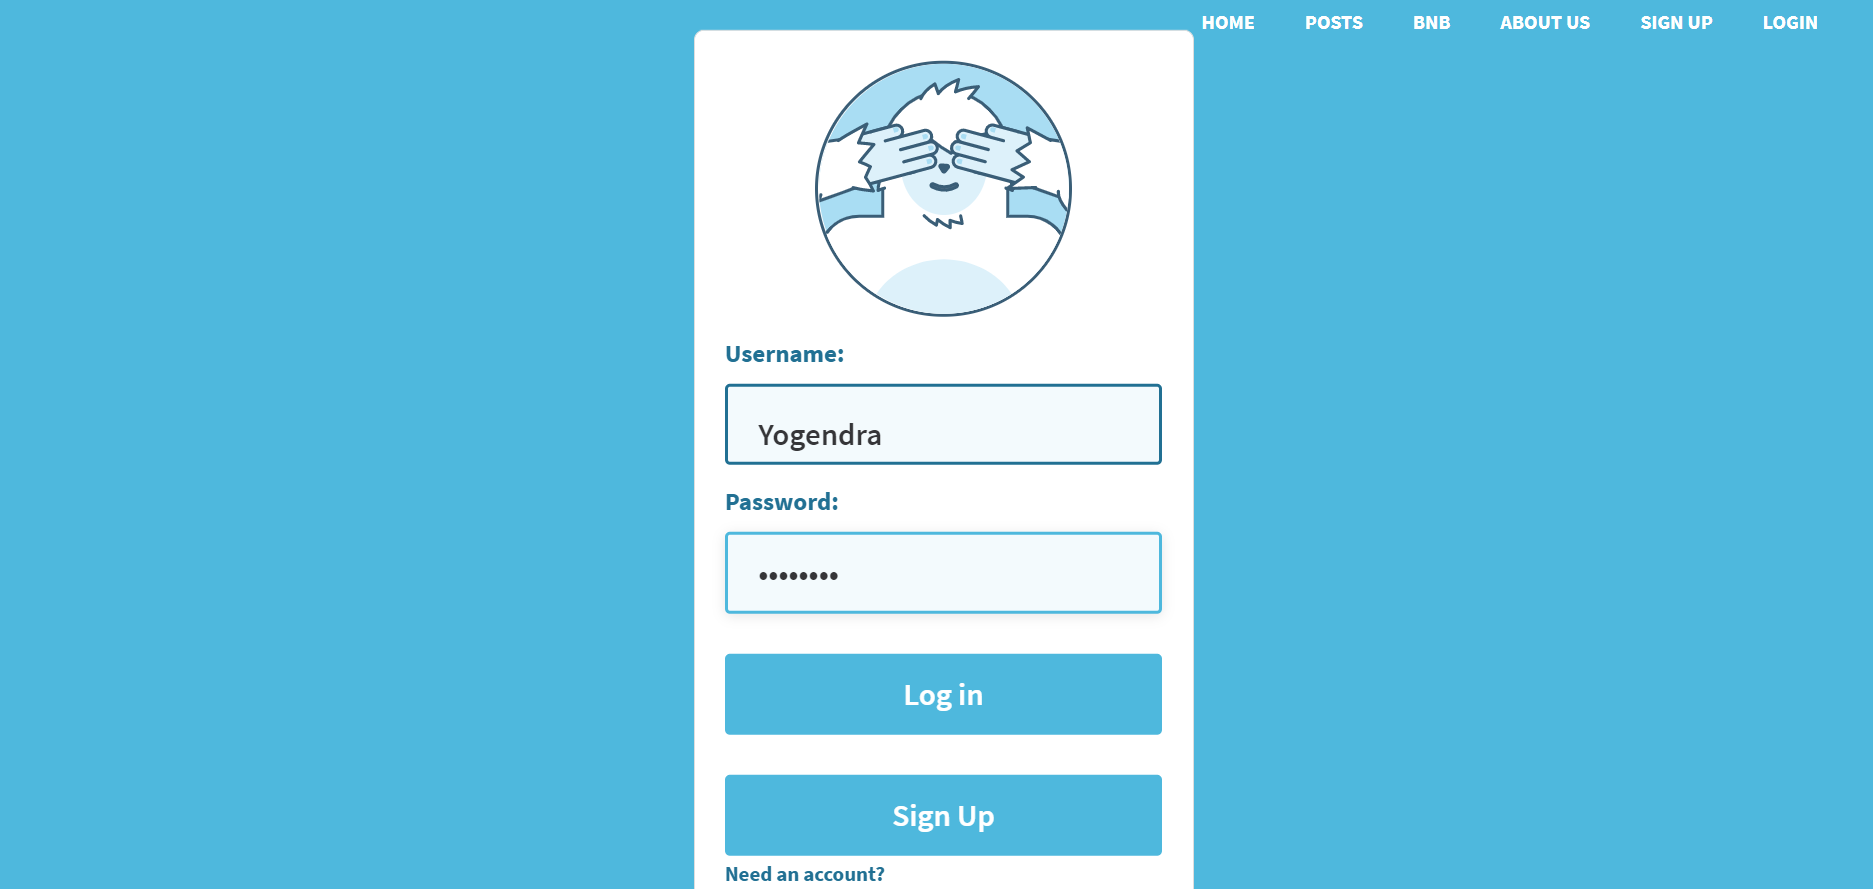 HOME POSTS BNB ABOUT US SIGN UP LOGIN
Username:
Yogendra
Password:
••••••••
Log in
Sign Up
Need an account?